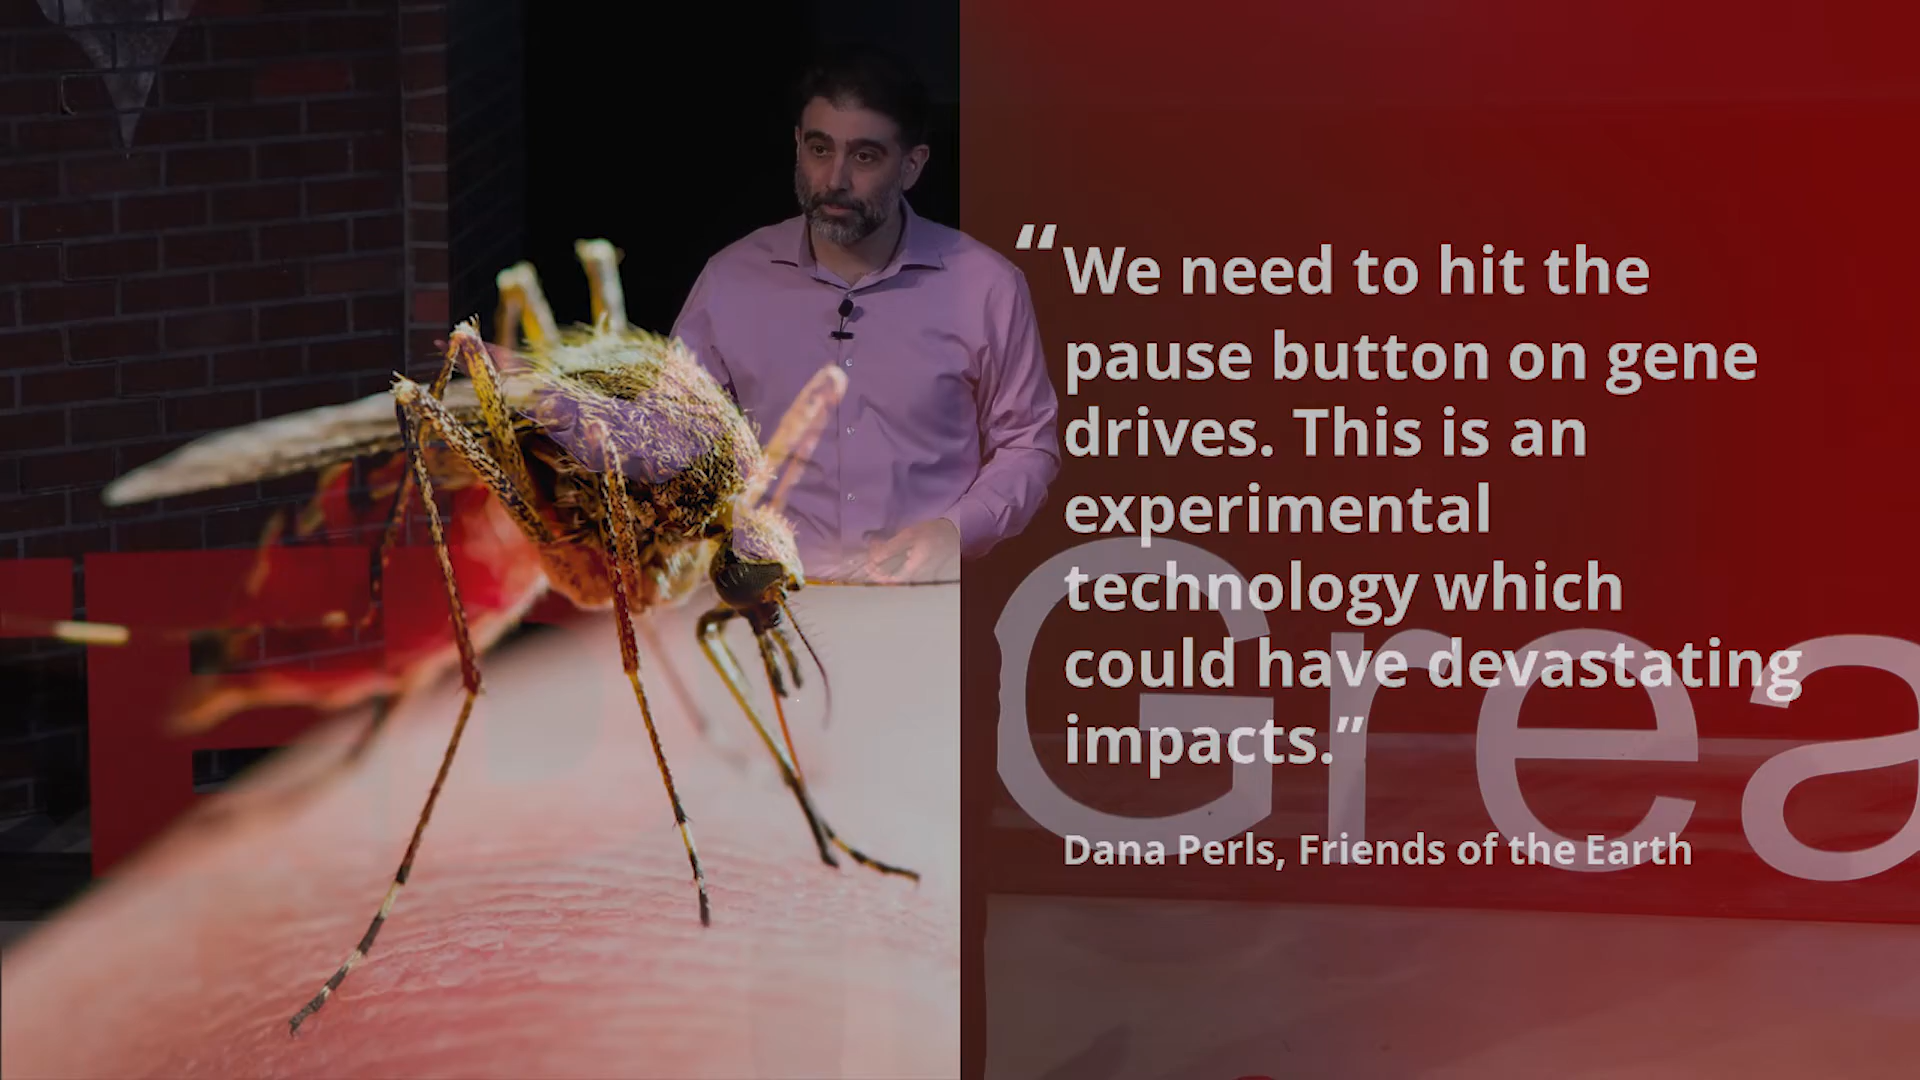 “We need to hit the
pause button on gene
drives. This is an
experimental
technology which
could have devastating
impacts.”
Dana Perls, Friends of the Earth
Grea